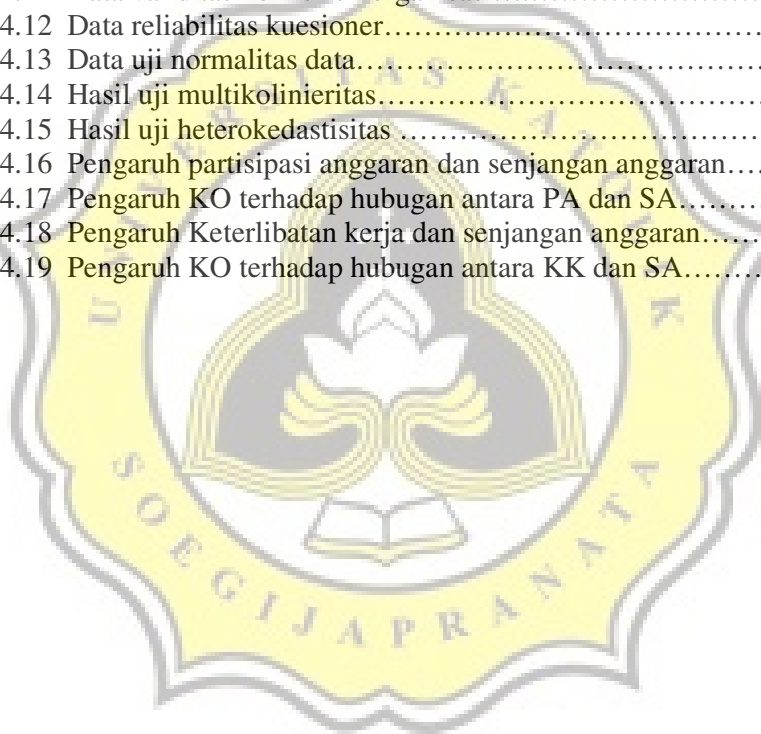 4.12 Data reliabilitas kuesioner……………………………………
4.13 Data uji normalitas data………………………………………
4.14 Hasil uji multikolinieritas……………………………………
4.15 Hasil uji heterokedastisitas …………………………………
4.16 Pengaruh partisipasi anggaran dan senjangan anggaran….
4.17 Pengaruh KO terhadap hubugan antara PA dan SA………
4.18 Pengaruh Keterlibatan kerja dan senjangan anggaran……
4.19 Pengaruh KO terhadap hubugan antara KK dan SA………
UNIVERSITAS KATOLIK
SOEGIJAPRANATA